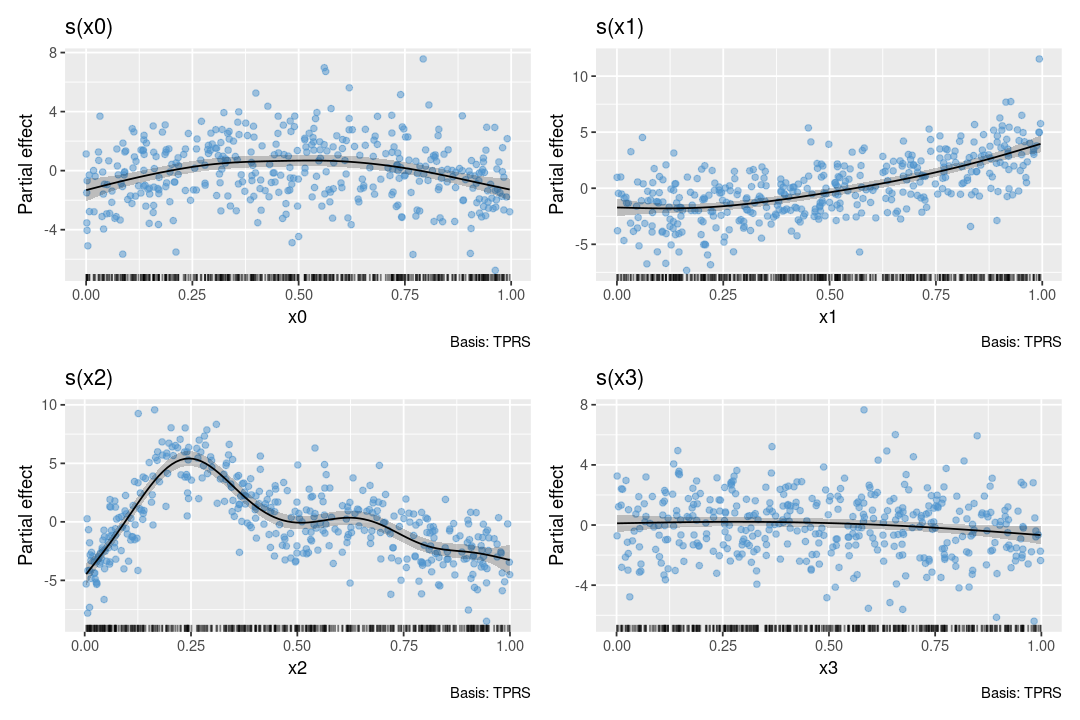 s(x0)
Partial effect
8
4
0
-4
0.00 0.25 0.50 0.75 1.00
x0
Basis: TPRS
s(x1)
Partial effect
10
5
0
-5
0.00 0.25 0.50 0.75 1.00
x1
Basis: TPRS
s(x2)
Partial effect
10
5
0
-5
0.00 0.25 0.50 0.75 1.00
x2
Basis: TPRS
s(x3)
Partial effect
8
4
0
-4
0.00 0.25 0.50 0.75 1.00
x3
Basis: TPRS